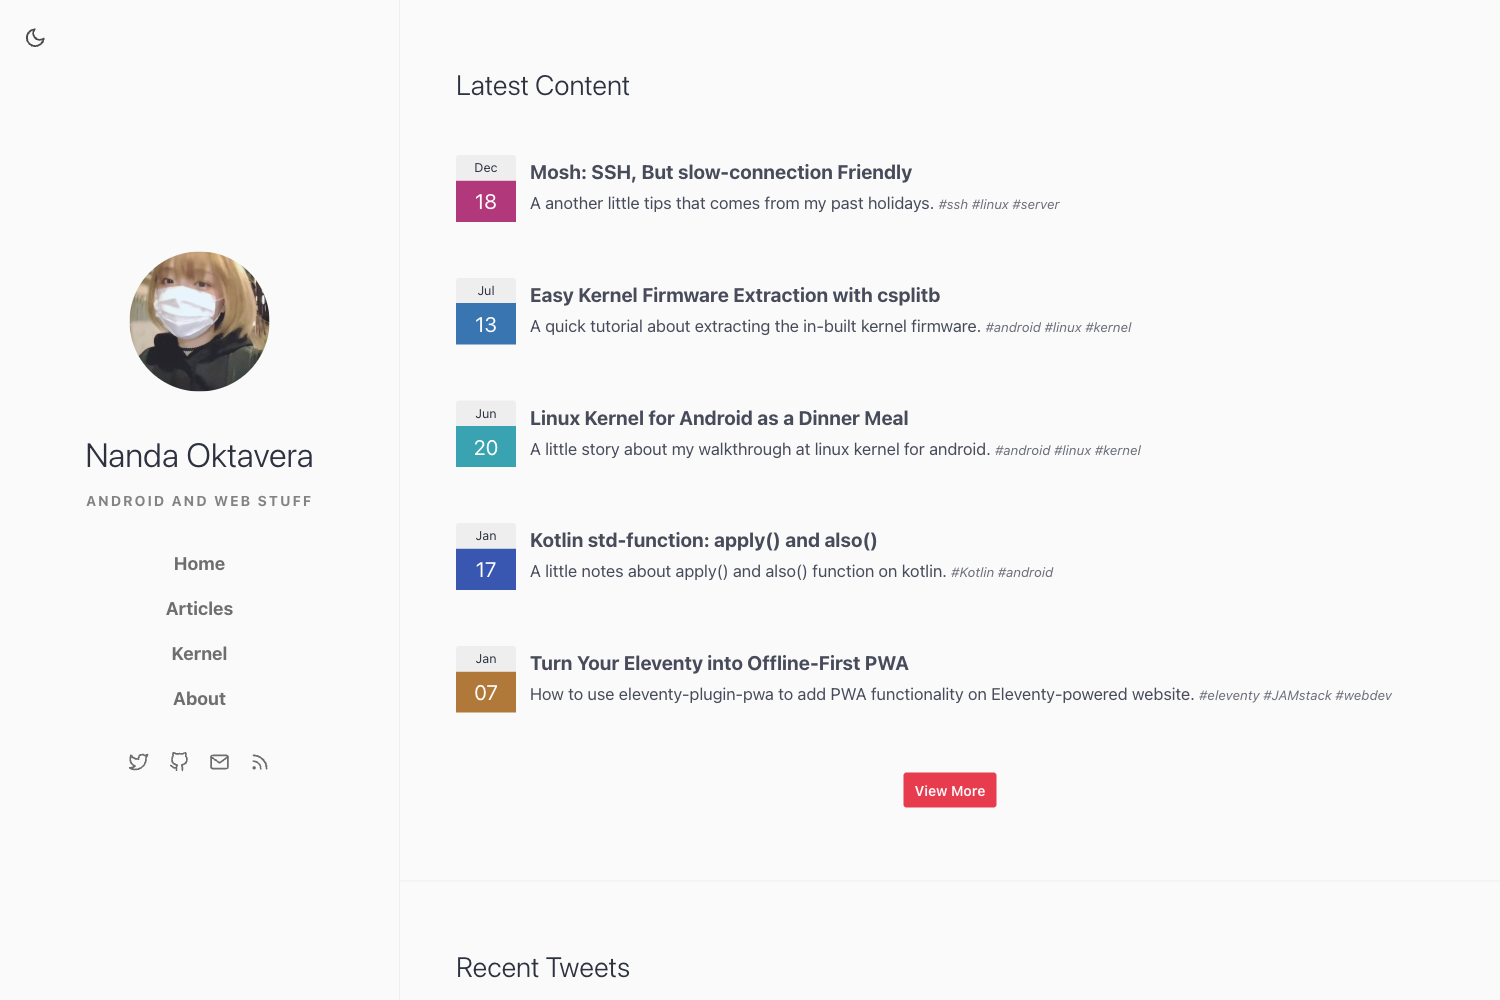 Nanda Oktavera
ANDROID AND WEB STUFF
Home
Articles
Kernel
About
Latest Content
Dec
18
Mosh: SSH, But slow-connection Friendly
A another little tips that comes from my past holidays. #ssh #linux #server
Jul
13
Easy Kernel Firmware Extraction with csplitb
A quick tutorial about extracting the in-built kernel firmware. #android #linux #kernel
Jun
20
Linux Kernel for Android as a Dinner Meal
A little story about my walkthrough at linux kernel for android. #android #linux #kernel
Jan
17
Kotlin std-function: apply() and also()
A little notes about apply() and also() function on kotlin. #Kotlin #android
Jan
07
Turn Your Eleventy into Offline-First PWA
How to use eleventy-plugin-pwa to add PWA functionality on Eleventy-powered website. #eleventy #JAMstack #webdev
View More
Recent Tweets